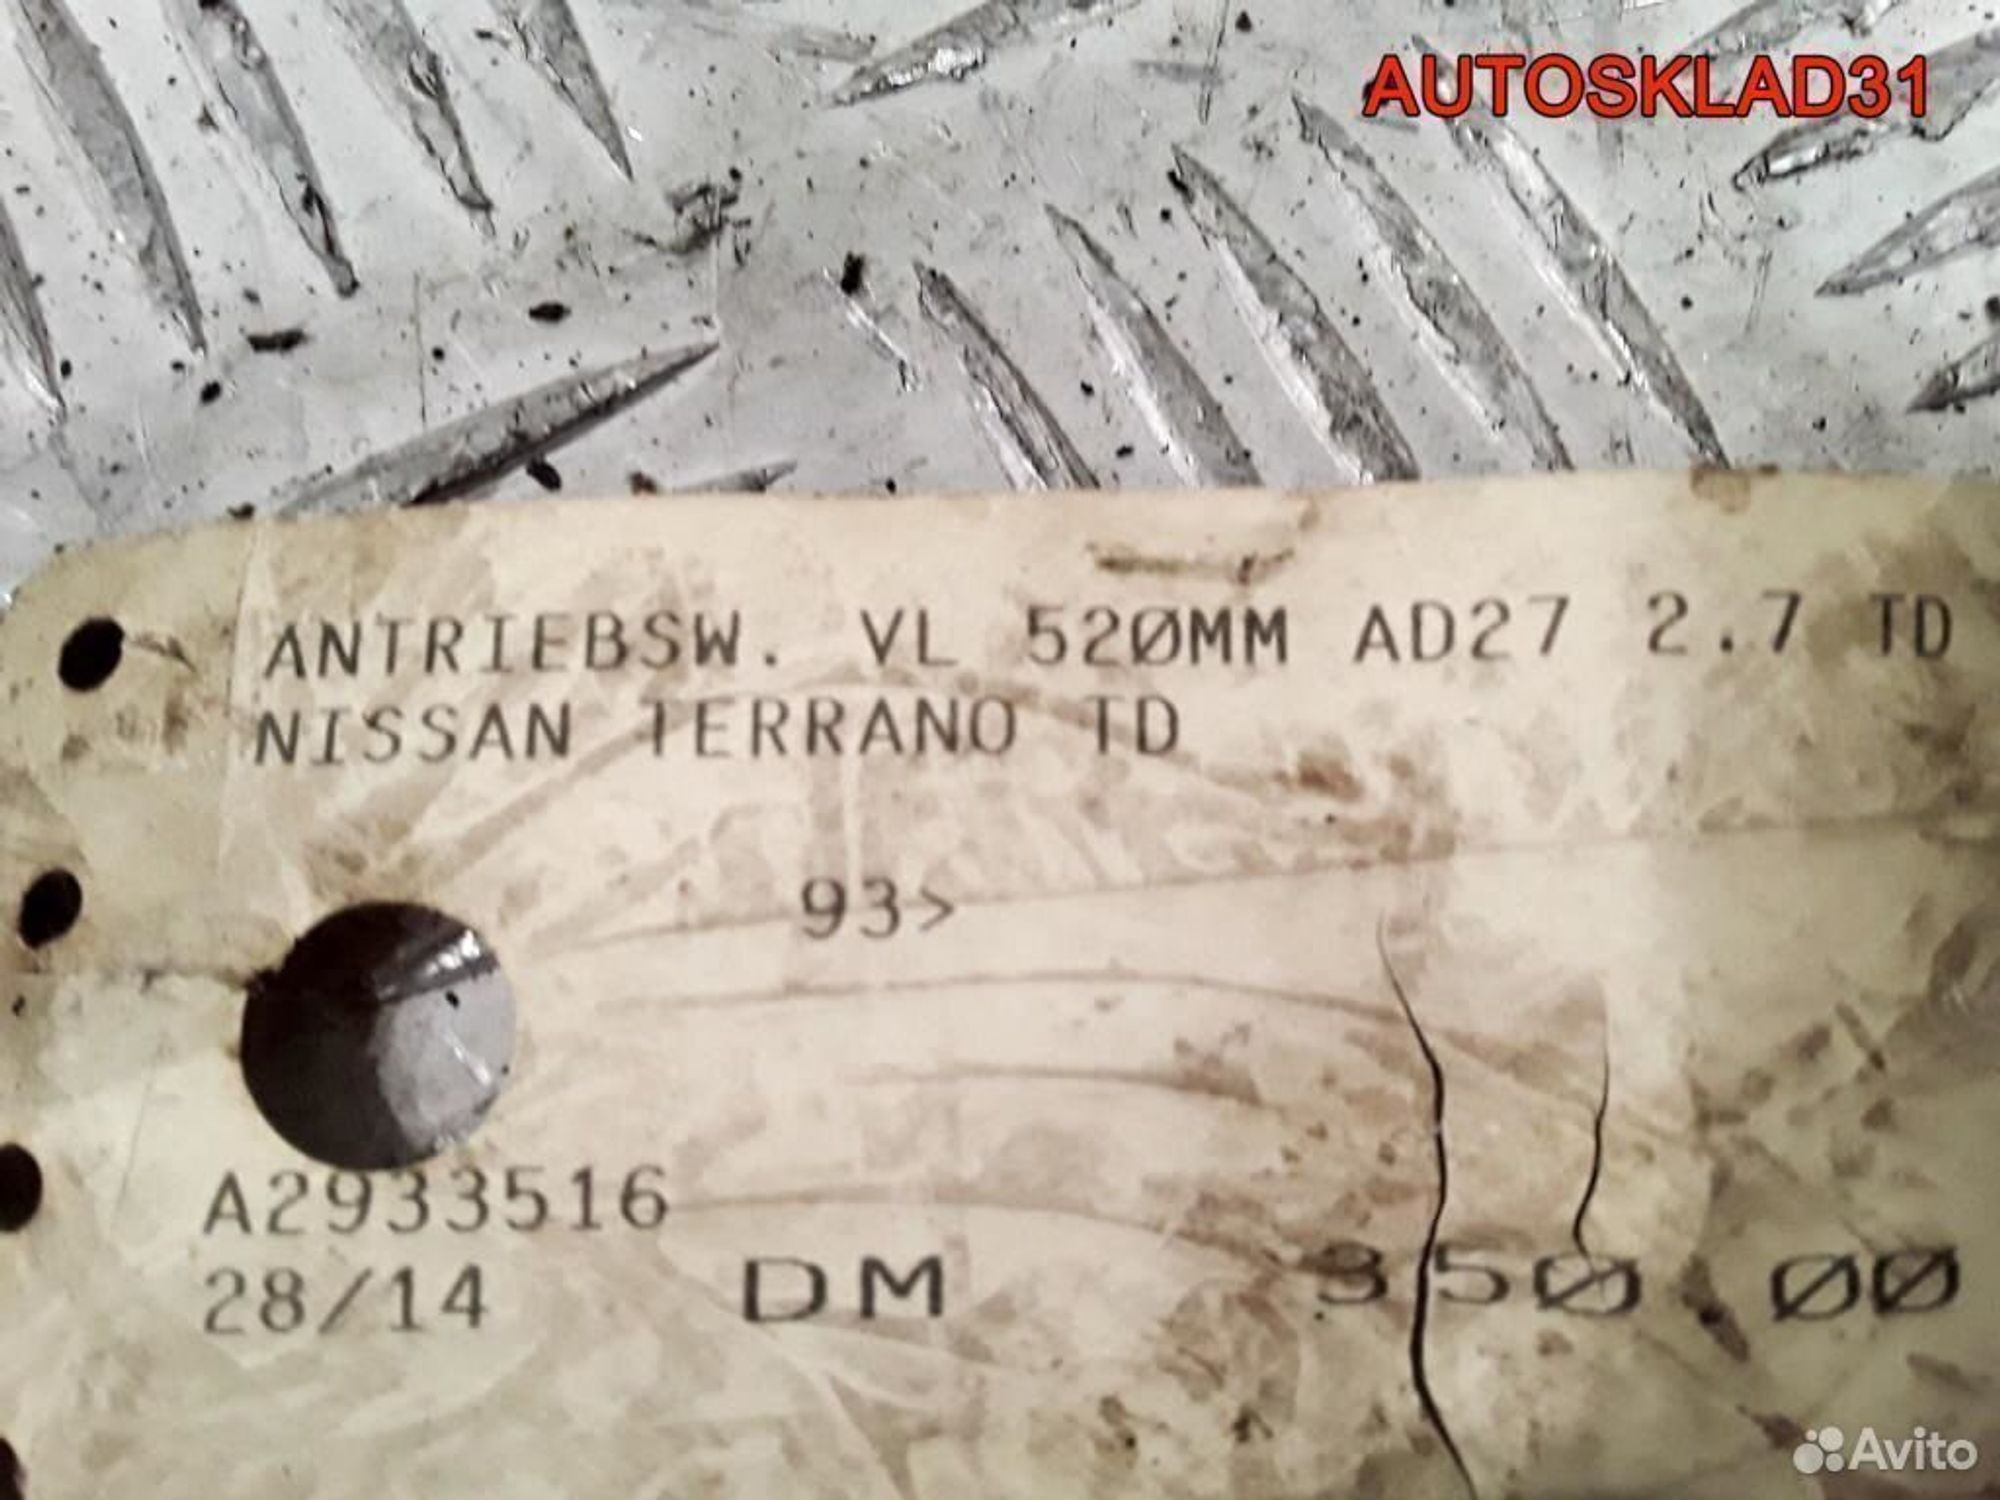 AUTOSKLAD31
ANTRIEBSW. VL 520MM AD27 2.7 TD
NISSAN TERRANO TD
93>
A2933516
28/14 DM 350 00
Avito